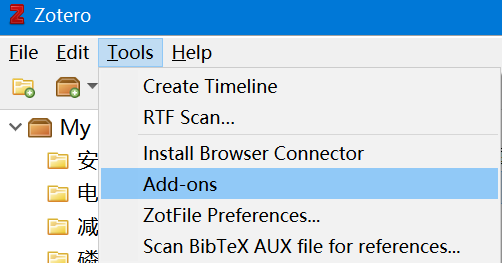 Zotero
File Edit Tools Help
Create Timeline
RTF Scan...
My
Install Browser Connector
安
Add-ons
电
ZotFile Preferences...
减
Scan BibTeX AUX file for references...
磷